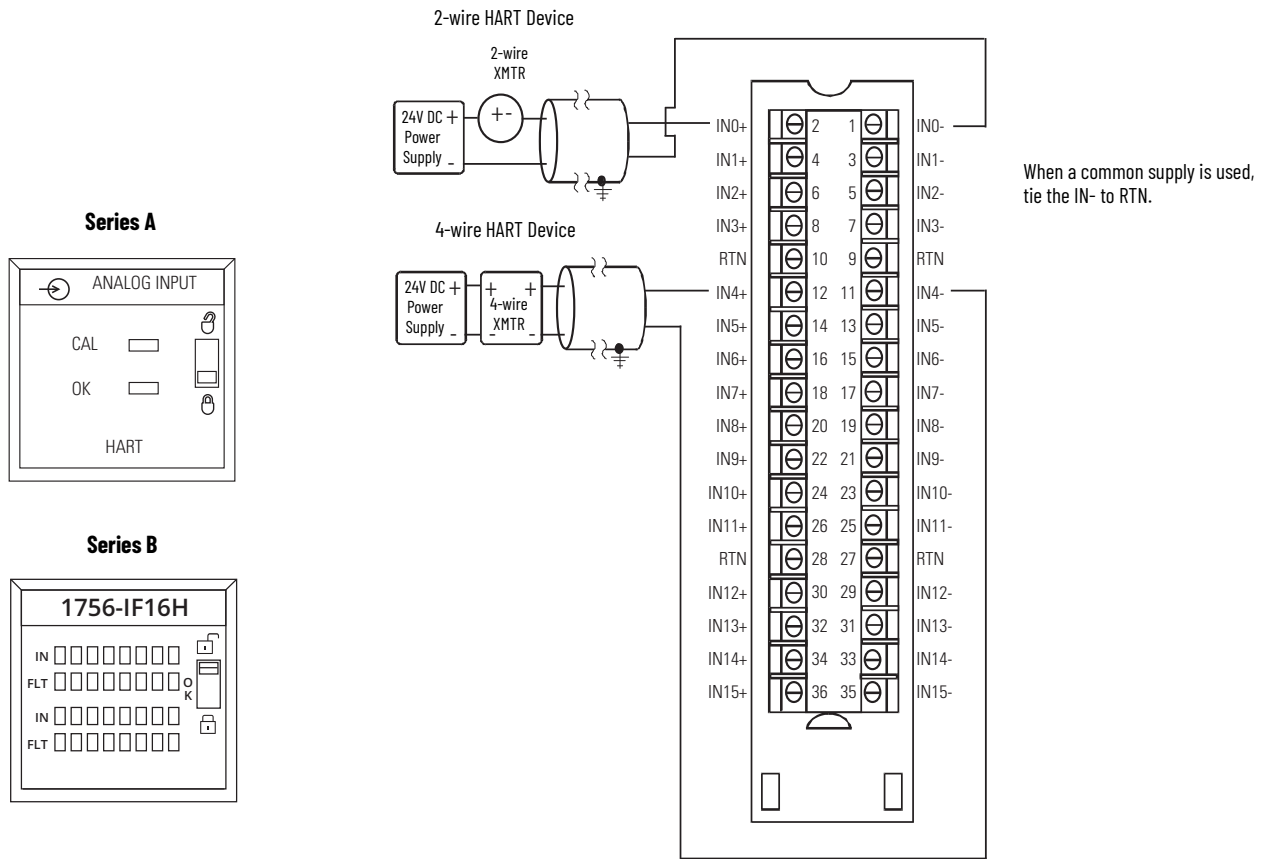 2-wire HART Device
2-wire
XMTR
+-
24V DC +
Power
Supply -
4-wire HART Device
24V DC +
Power
Supply -
+ +
4-wire
XMTR
- -
When a common supply is used,
tie the IN- to RTN.
IN0+ 2 1 IN0-
IN1+ 4 3 IN1-
IN2+ 6 5 IN2-
IN3+ 8 7 IN3-
RTN 10 9 RTN
IN4+ 12 11 IN4-
IN5+ 14 13 IN5-
IN6+ 16 15 IN6-
IN7+ 18 17 IN7-
IN8+ 20 19 IN8-
IN9+ 22 21 IN9-
IN10+ 24 23 IN10-
IN11+ 26 25 IN11-
RTN 28 27 RTN
IN12+ 30 29 IN12-
IN13+ 32 31 IN13-
IN14+ 34 33 IN14-
IN15+ 36 35 IN15-
Series A
ANALOG INPUT
CAL
OK
HART
Series B
1756-IF16H
IN
FLT
IN
FLT
O
K